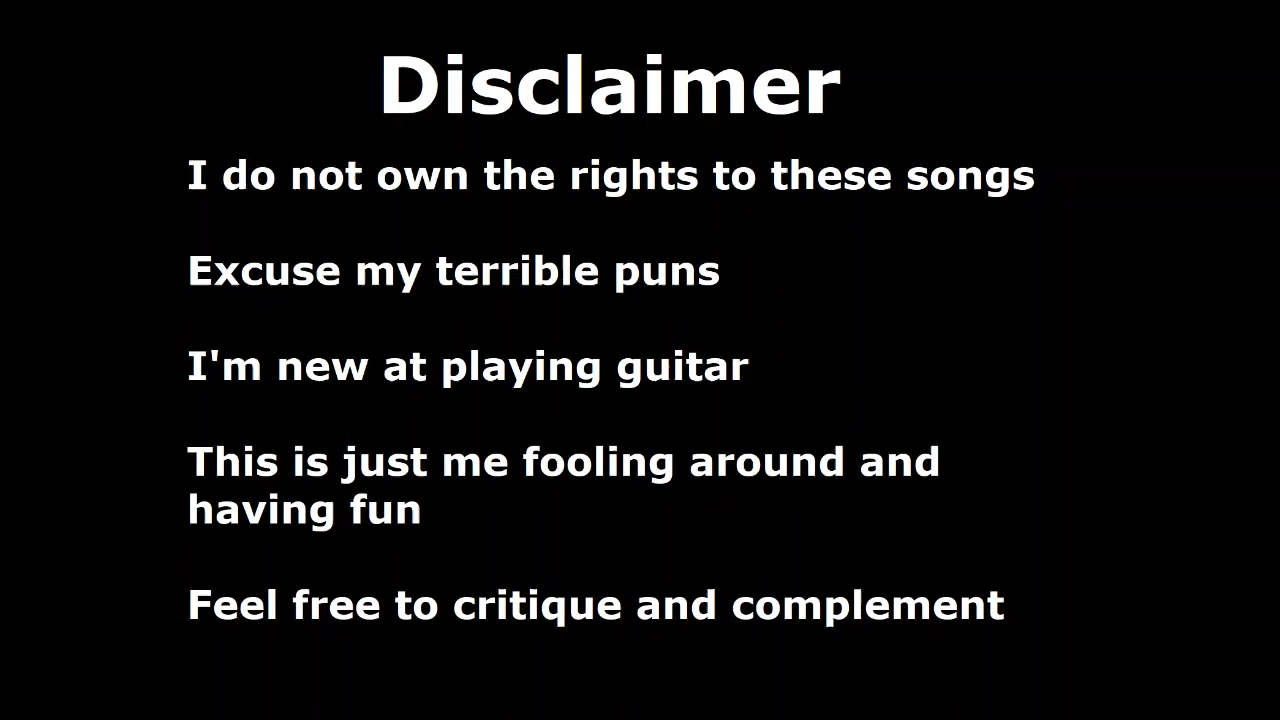 Disclaimer
I do not own the rights to these songs
Excuse my terrible puns
I'm new at playing guitar
This is just me fooling around and
having fun
Feel free to critique and complement